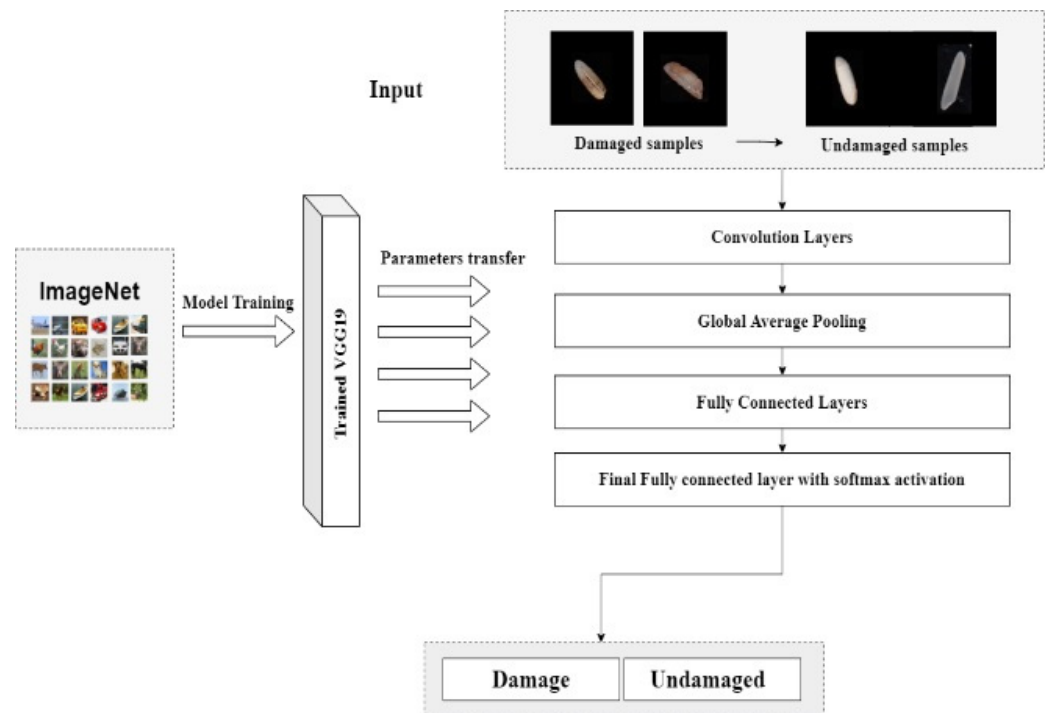 Input
Damaged samples
Undamaged samples
Convolution Layers
ImageNet
Model Training
Trained VGG19
Parameters transfer
Global Average Pooling
Fully Connected Layers
Final Fully connected layer with softmax activation
Damage
Undamaged